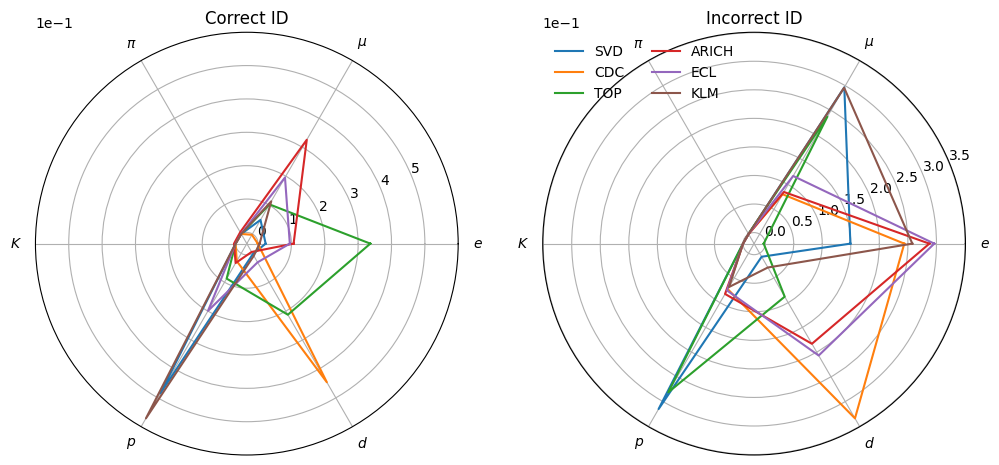 Correct ID
1e−1
π
μ
5
4
3
2
1
0
K
e
p
d
Incorrect ID
1e−1
π
μ
SVD
CDC
TOP
ARICH
ECL
KLM
3.5
3.0
2.5
2.0
1.5
1.0
0.5
0.0
K
e
p
d